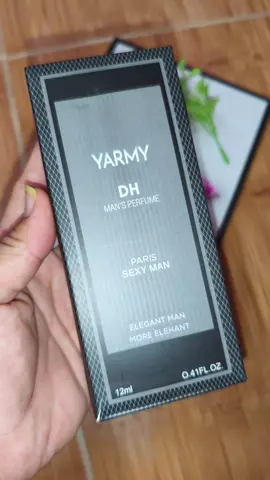 YARMY
DH
MAN'S PERFUME
PARIS
SEXY MAN
ELEGANT MAN
MORE ELEHANT
12ml
0.41FL.OZ.